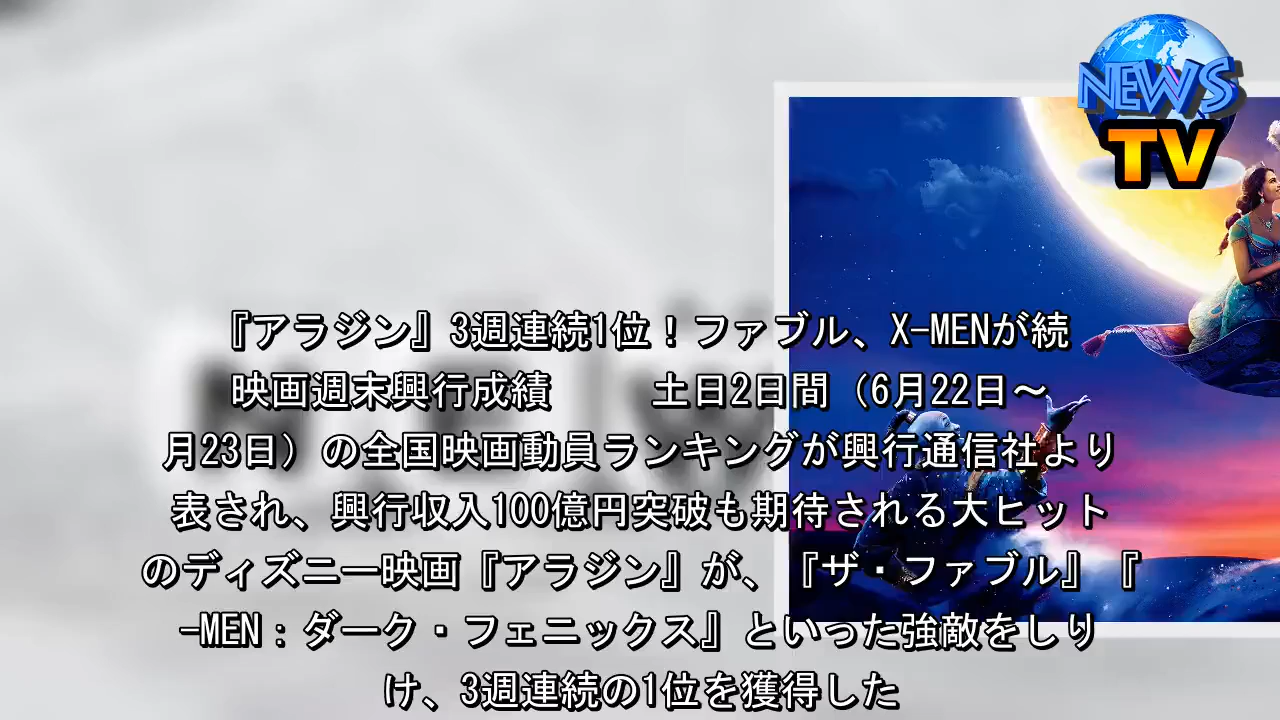 NEWS
TV
『アラジン』3週連続1位！ファブル、X-MENが続
映画週末興行成績　　土日2日間（6月22日～
月23日）の全国映画動員ランキングが興行通信社より
表され、興行収入100億円突破も期待される大ヒット
のディズニー映画『アラジン』が、『ザ・ファブル』『
-MEN：ダーク・フェニックス』といった強敵をしり
け、3週連続の1位を獲得した